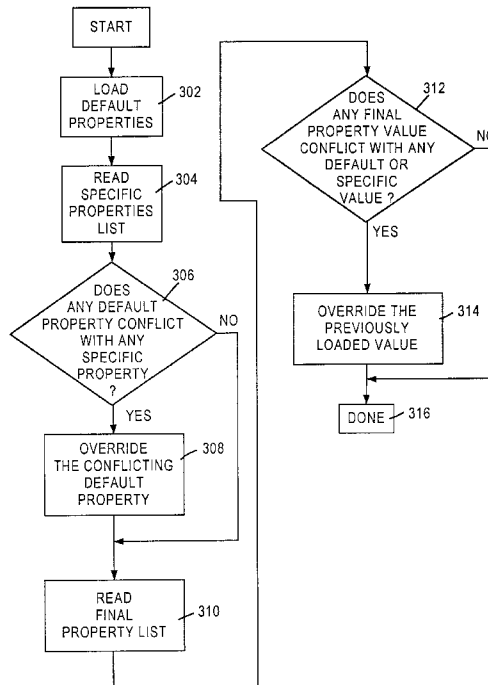 START
LOAD
DEFAULT
PROPERTIES
302
READ
SPECIFIC
PROPERTIES
LIST
304
306
DOES
ANY DEFAULT
PROPERTY CONFLICT
WITH ANY
SPECIFIC
PROPERTY
?
NO
YES
OVERRIDE
THE CONFLICTING
DEFAULT
PROPERTY
308
READ
FINAL
PROPERTY LIST
310
312
DOES
ANY FINAL
PROPERTY VALUE
CONFLICT WITH ANY
DEFAULT OR
SPECIFIC
VALUE ?
NO
YES
OVERRIDE THE
PREVIOUSLY
LOADED VALUE
314
DONE
316